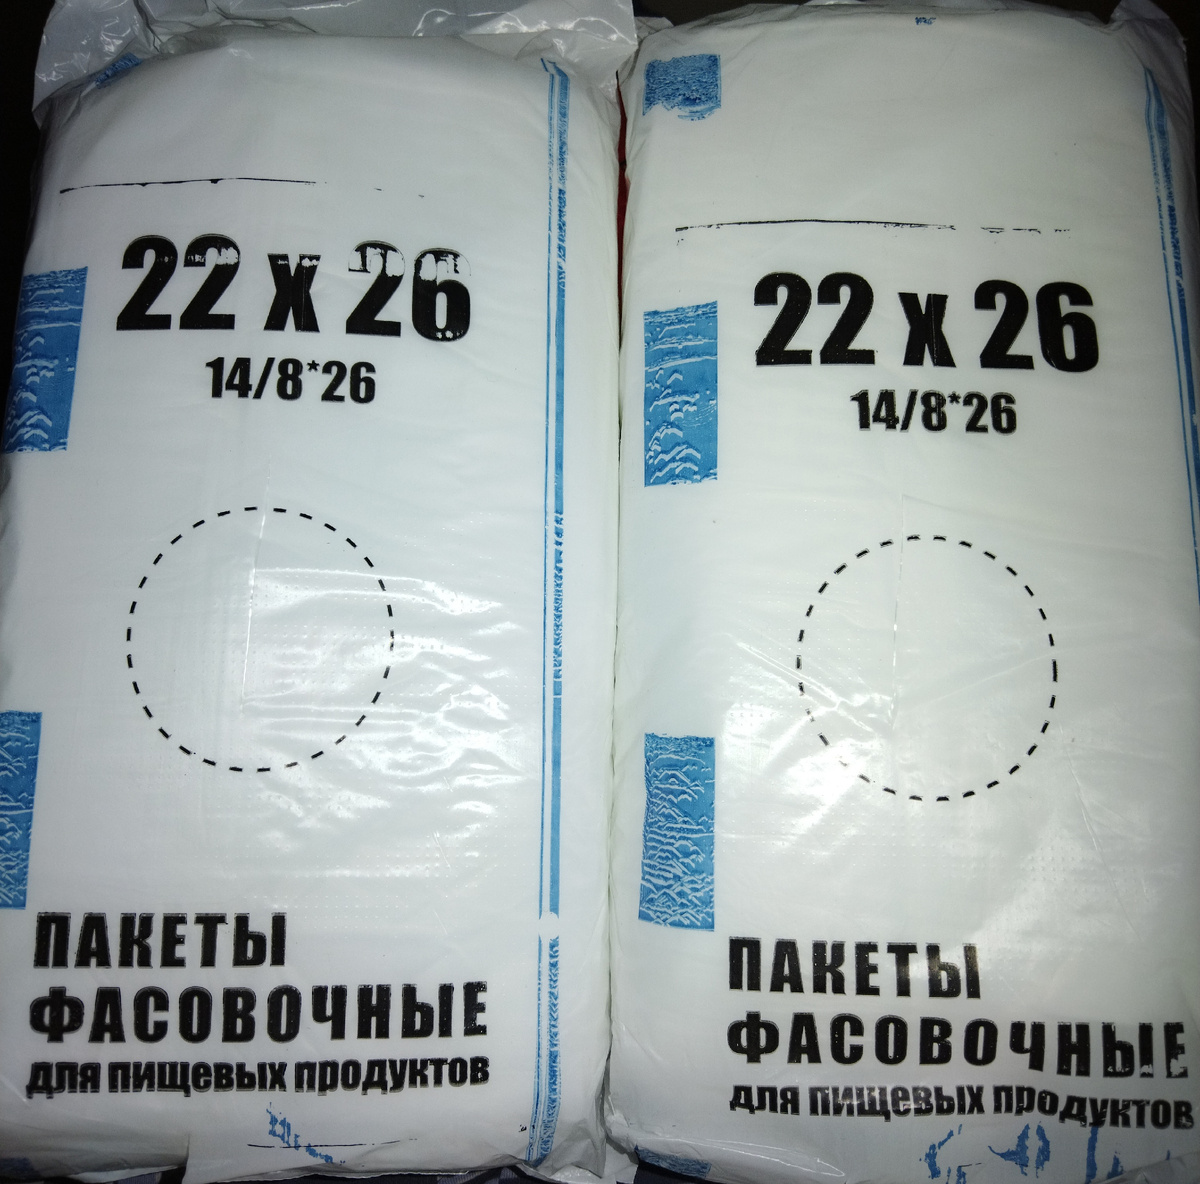 22 x 26
14/8*26
ПАКЕТЫ
ФАСОВОЧНЫЕ
для пищевых продуктов
22 x 26
14/8*26
ПАКЕТЫ
ФАСОВОЧНЫЕ
для пищевых продуктов